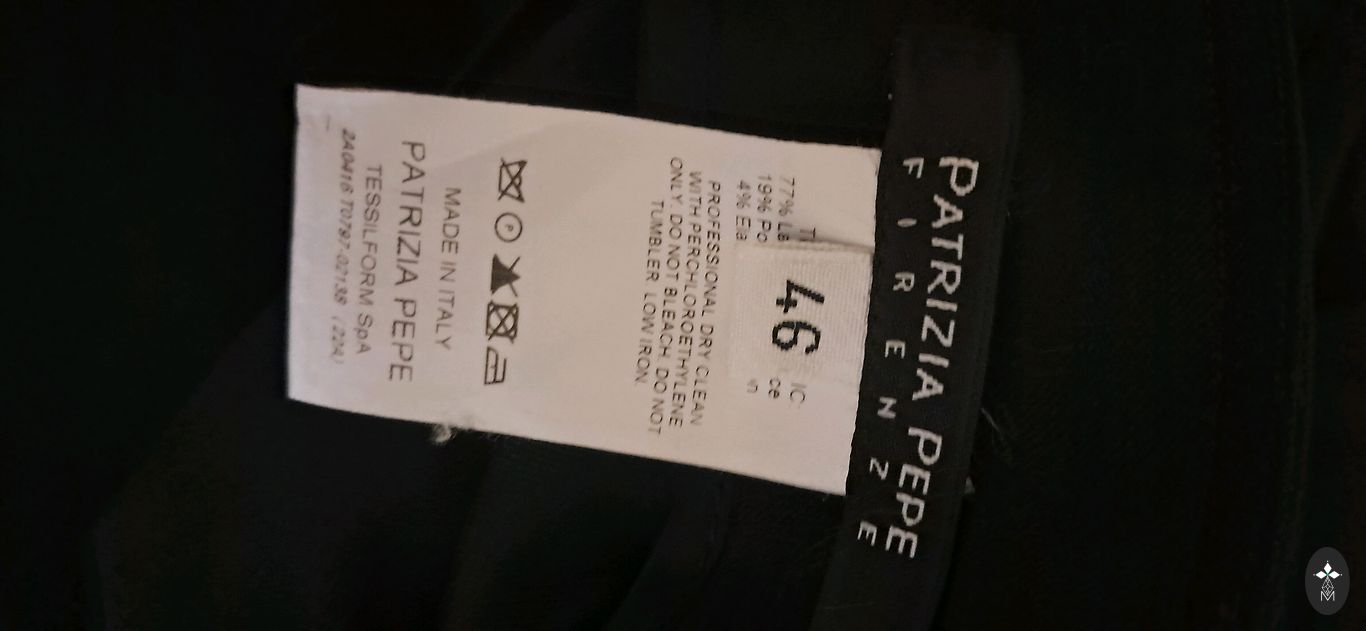 PATRIZIA PEPE
FIRENZE
46
77%
19% Po
4% Ela
PROFESSIONAL DRY CLEAN
WITH PERCHLOROETHYLENE
ONLY. DO NOT BLEACH. DO NOT
TUMBLER. LOW IRON.
P
MADE IN ITALY
PATRIZIA PEPE
TESSILFORM SpA
M